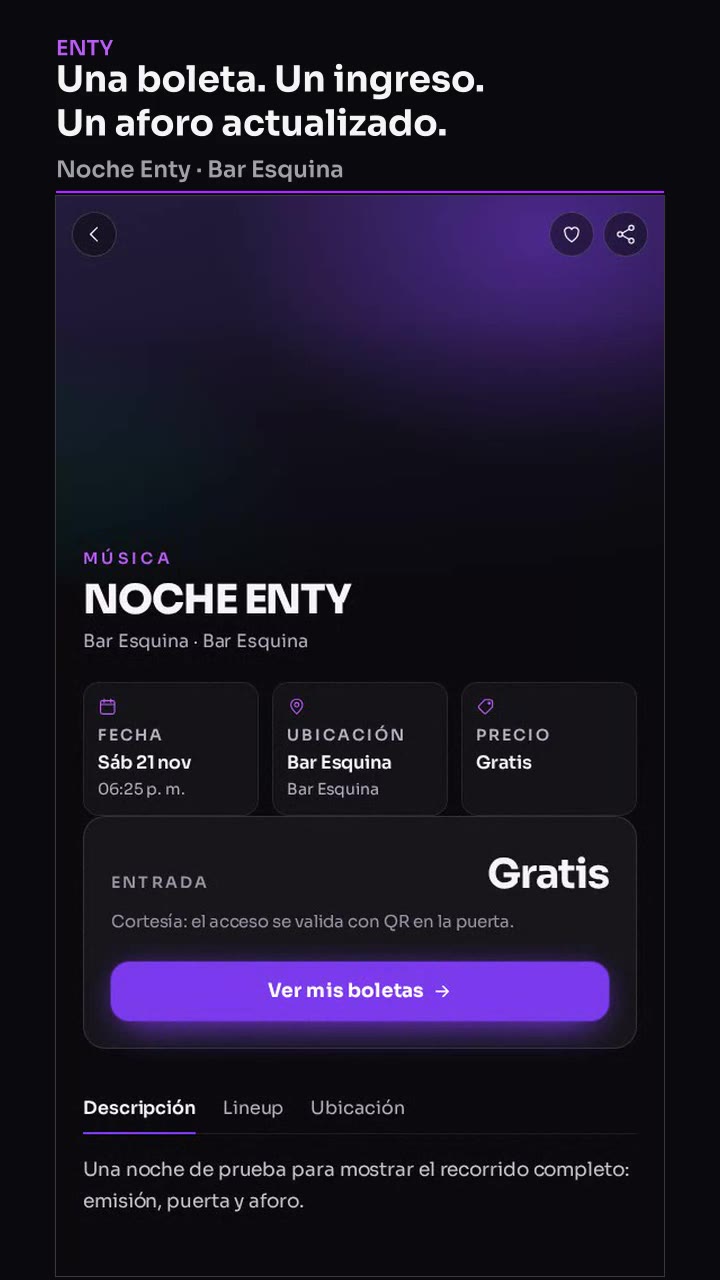 ENTY
Una boleta. Un ingreso.
Un aforo actualizado.
Noche Enty · Bar Esquina
MÚSICA
NOCHE ENTY
Bar Esquina · Bar Esquina
FECHA
Sáb 21 nov
06:25 p. m.
UBICACIÓN
Bar Esquina
Bar Esquina
PRECIO
Gratis
ENTRADA
Gratis
Cortesía: el acceso se valida con QR en la puerta.
Ver mis boletas →
Descripción
Lineup
Ubicación
Una noche de prueba para mostrar el recorrido completo:
emisión, puerta y aforo.